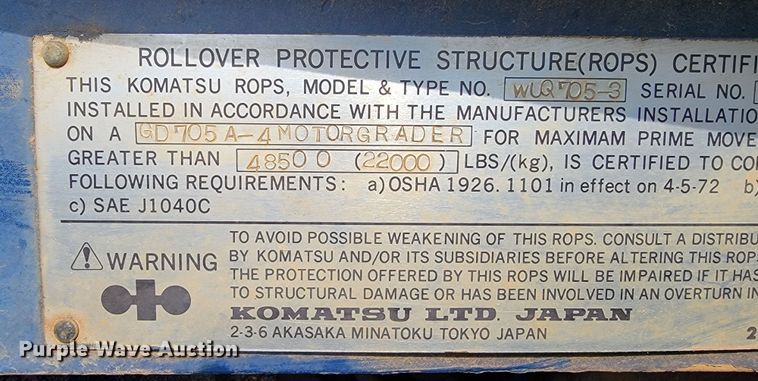 ROLLOVER PROTECTIVE STRUCTURE(ROPS) CERTIFI
THIS KOMATSU ROPS, MODEL & TYPE NO. WUQ705-3 SERIAL NO.
INSTALLED IN ACCORDANCE WITH THE MANUFACTURERS INSTALLATIO
ON A GD705A-4MOTORGRADER FOR MAXIMAM PRIME MOVE
GREATER THAN 48500 (22000) LBS/(kg), IS CERTIFIED TO CO
FOLLOWING REQUIREMENTS: a)OSHA 1926.1101 in effect on 4-5-72 b)
c) SAE J1040C
WARNING
TO AVOID POSSIBLE WEAKENING OF THIS ROPS. CONSULT A DISTRIBU
BY KOMATSU AND/OR ITS SUBSIDIARIES BEFORE ALTERING THIS ROP
THE PROTECTION OFFERED BY THIS ROPS WILL BE IMPAIRED IF IT HAS
TO STRUCTURAL DAMAGE OR HAS BEEN INVOLVED IN AN OVERTURN IN
KOMATSU LTD. JAPAN
2-3-6 AKASAKA MINATOKU TOKYO JAPAN 2
Purple Wave Auction